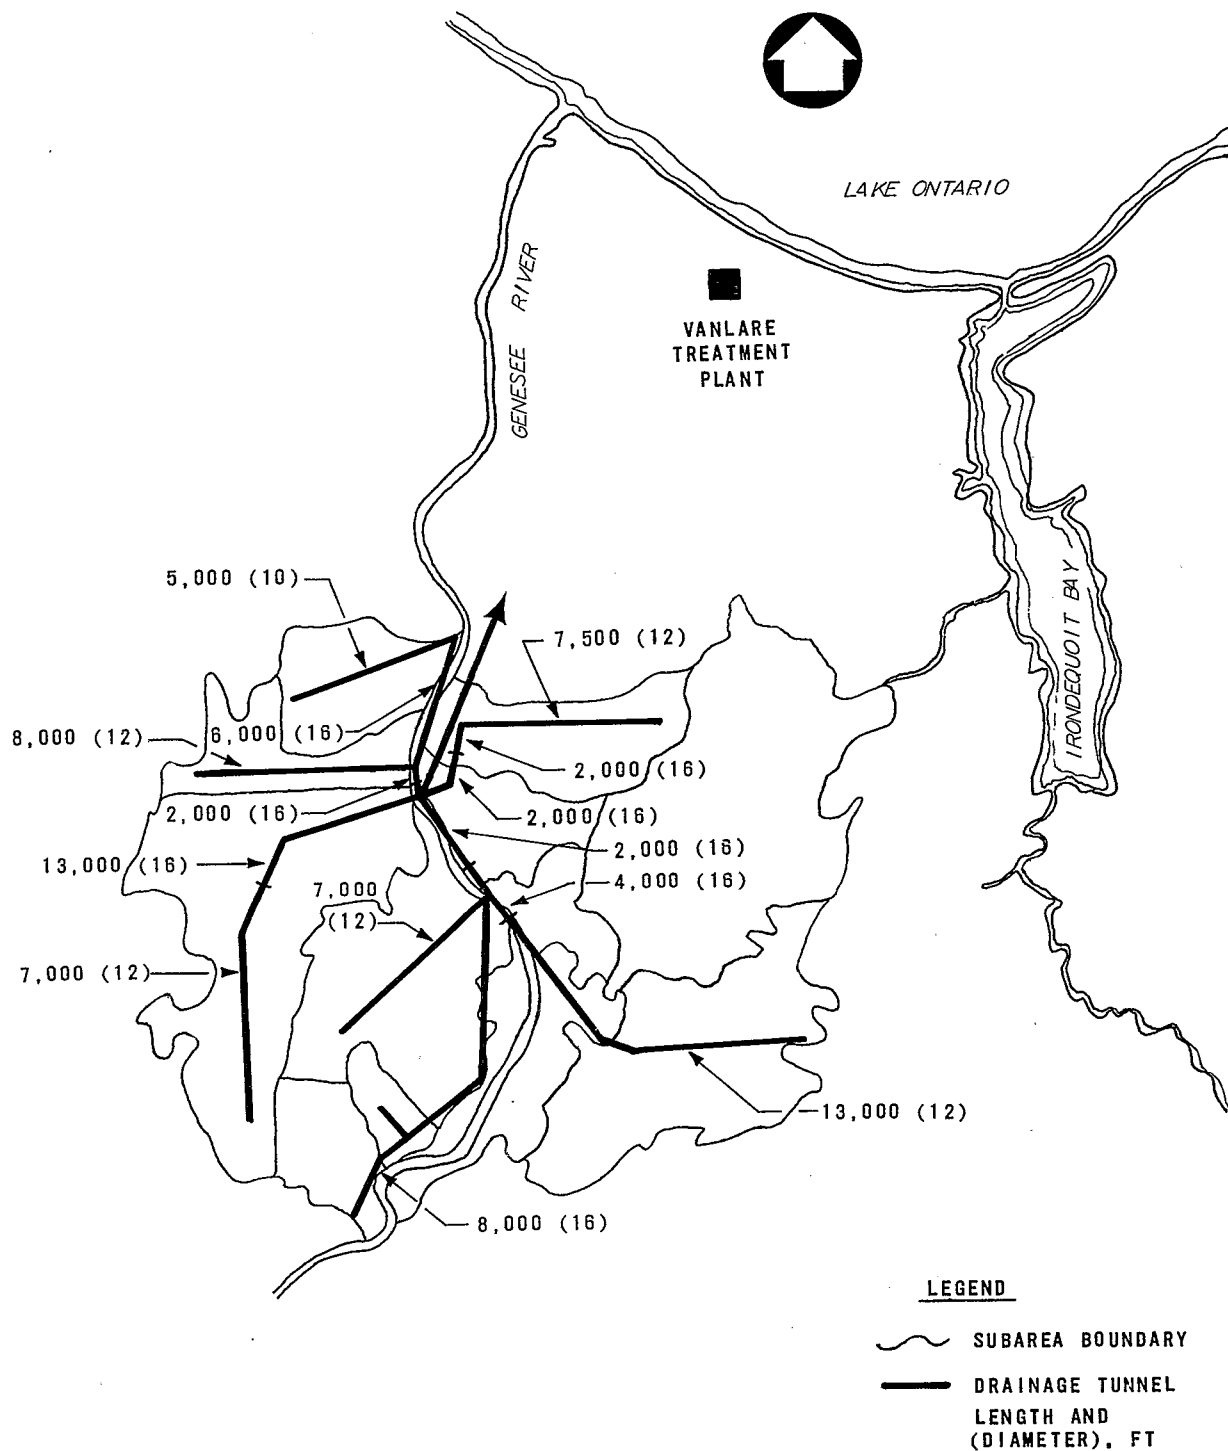 LAKE ONTARIO
GENESEE RIVER
VANLARE
TREATMENT
PLANT
IRONDEQUOIT BAY
5,000 (10)
7,500 (12)
8,000 (12)
6,000 (16)
2,000 (16)
2,000 (16)
2,000 (16)
2,000 (16)
13,000 (16)
4,000 (16)
7,000
(12)
7,000 (12)
13,000 (12)
8,000 (16)
LEGEND
SUBAREA BOUNDARY
DRAINAGE TUNNEL
LENGTH AND
(DIAMETER), FT